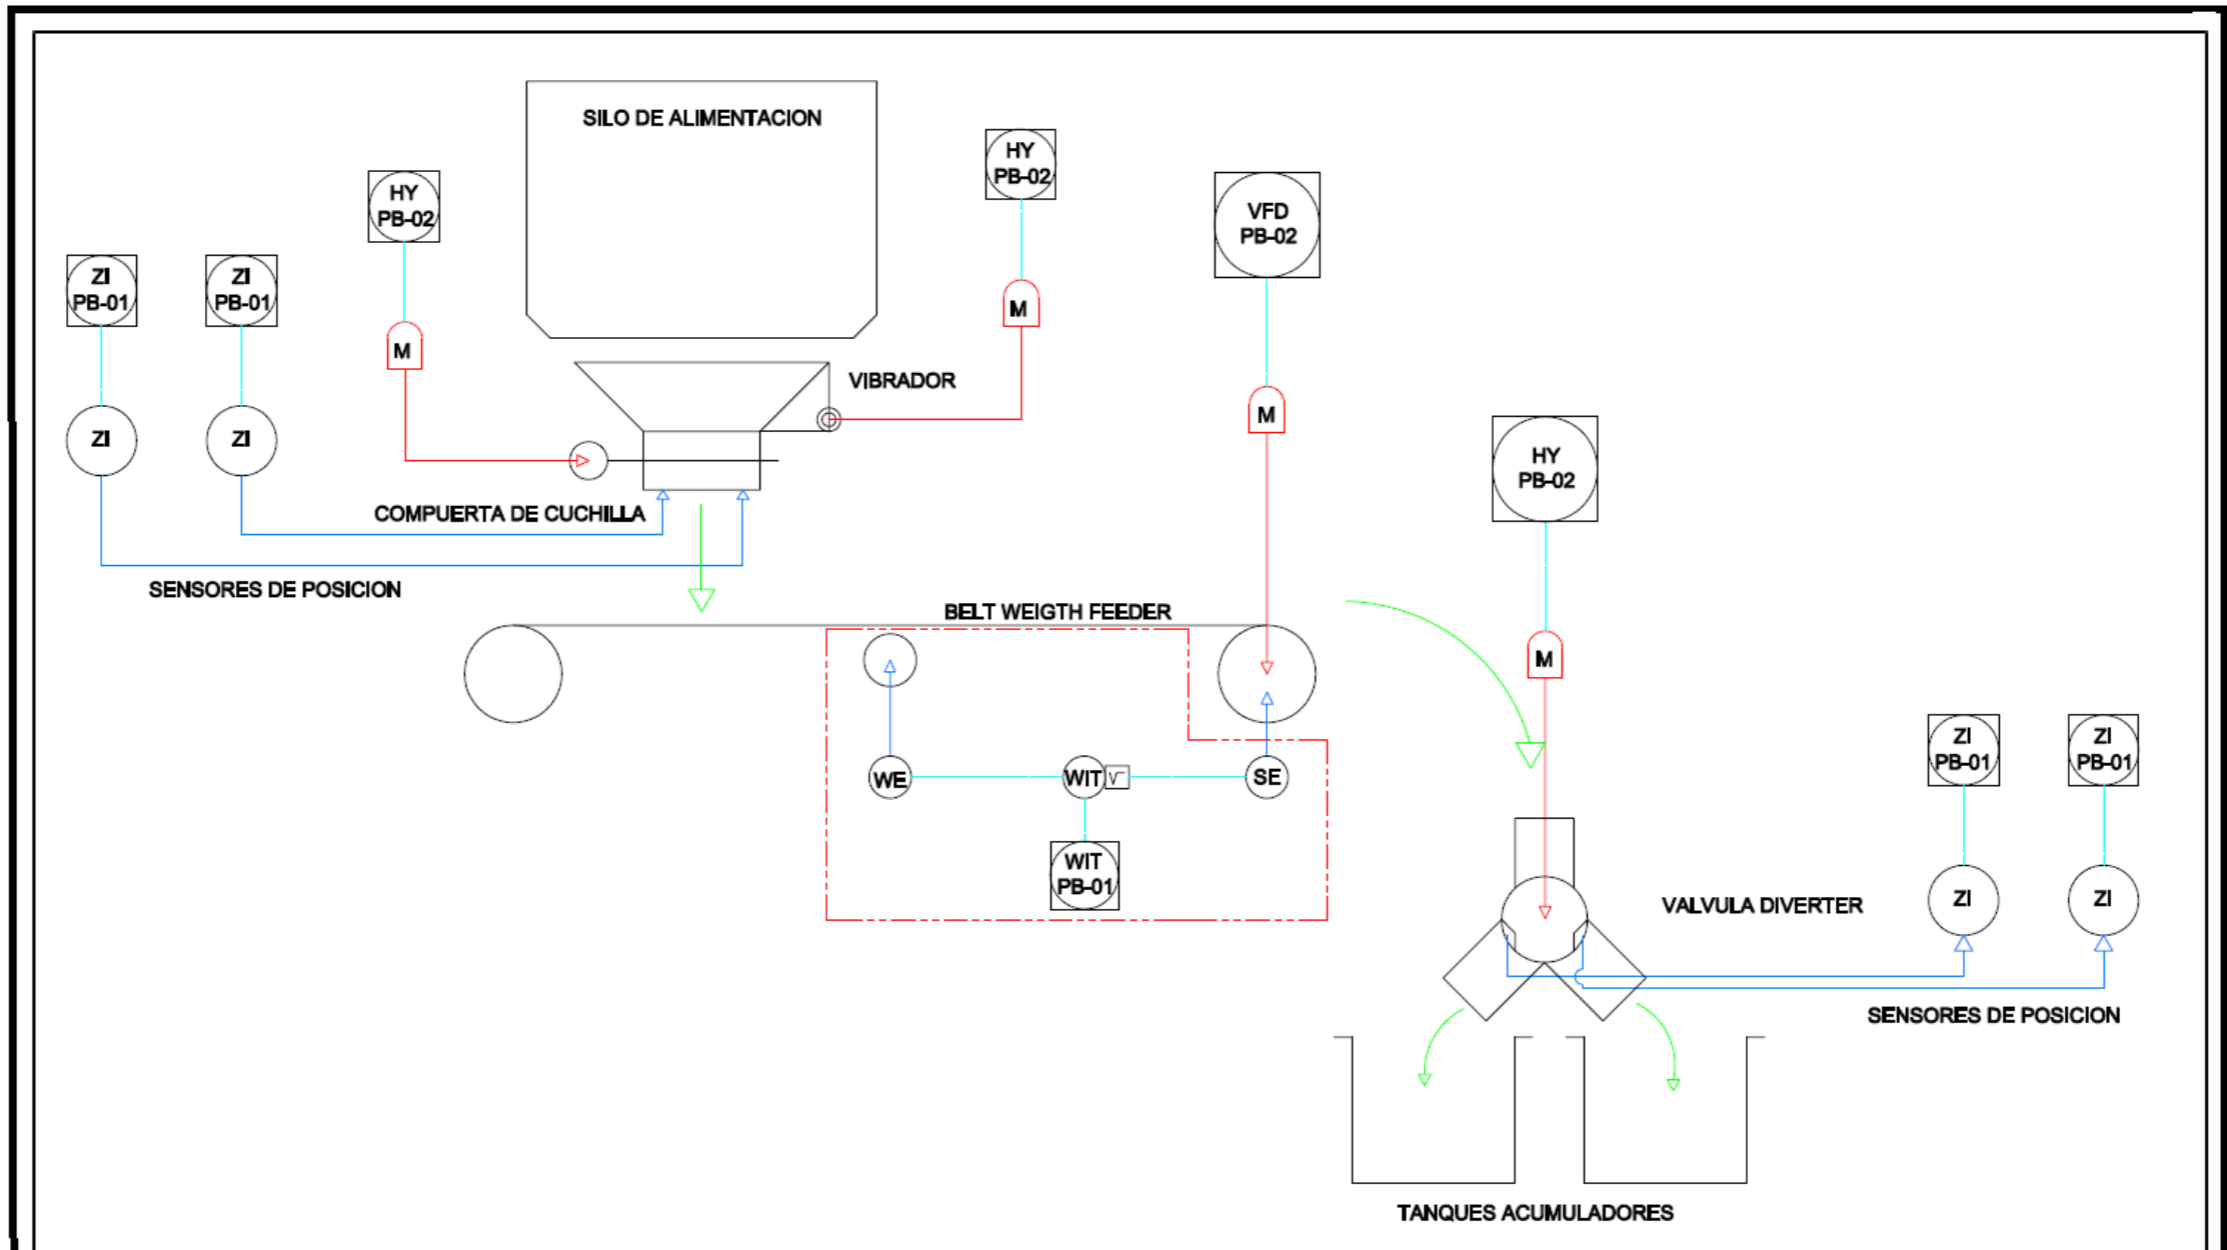 SILO DE ALIMENTACION
HY
PB-02
HY
PB-02
VFD
PB-02
ZI
PB-01
ZI
PB-01
M
M
M
VIBRADOR
ZI
ZI
HY
PB-02
COMPUERTA DE CUCHILLA
SENSORES DE POSICION
BELT WEIGTH FEEDER
M
WE
WIT
√
SE
WIT
PB-01
ZI
PB-01
ZI
PB-01
VALVULA DIVERTER
ZI
ZI
SENSORES DE POSICION
TANQUES ACUMULADORES